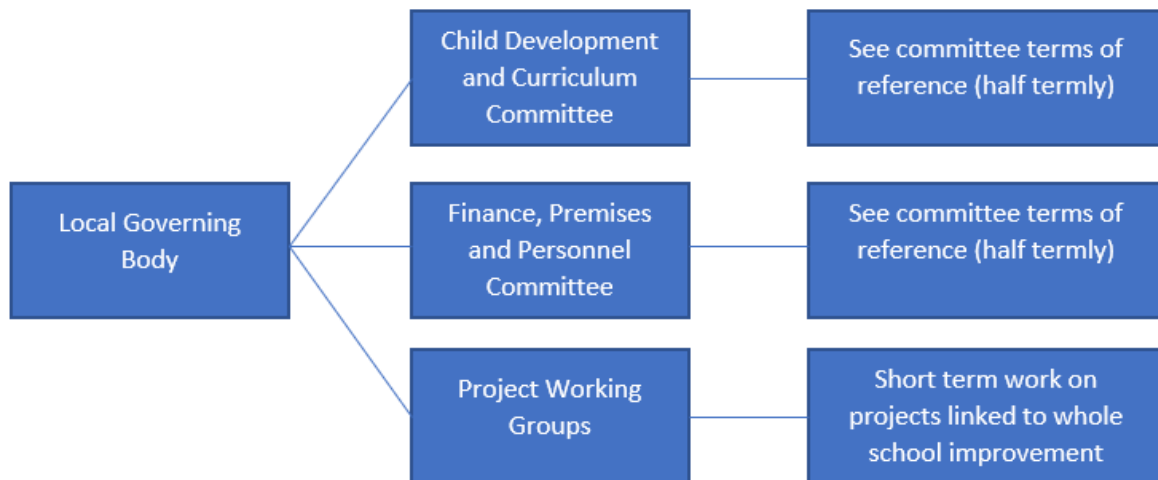 Child Development
and Curriculum
Committee
See committee terms of
reference (half termly)
Local Governing
Body
Finance, Premises
and Personnel
Committee
See committee terms of
reference (half termly)
Project Working
Groups
Short term work on
projects linked to whole
school improvement